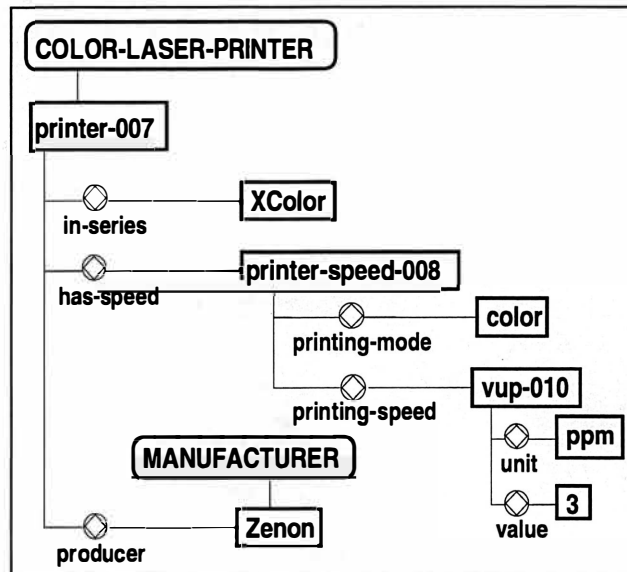 COLOR-LASER-PRINTER
printer-007
XColor
in-series
printer-speed-008
has-speed
color
printing-mode
vup-010
printing-speed
ppm
unit
MANUFACTURER
3
value
Zenon
producer